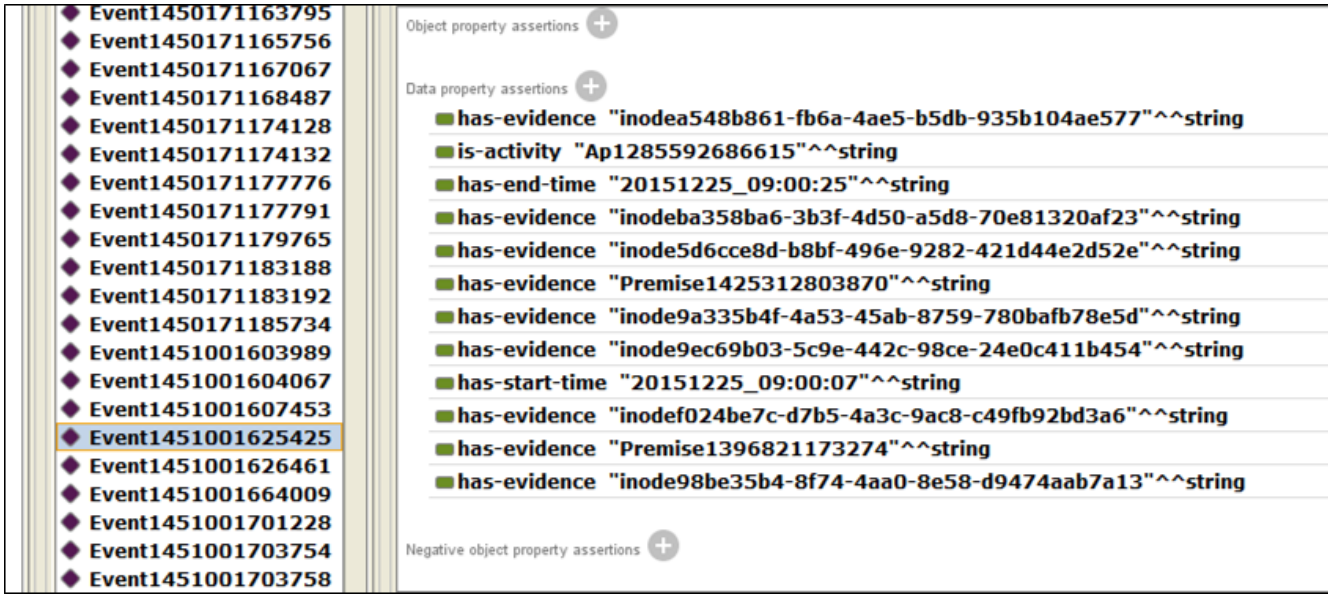 Event1450171163795
Event1450171165756
Event1450171167067
Event1450171168487
Event1450171174128
Event1450171174132
Event1450171177776
Event1450171177791
Event1450171179765
Event1450171183188
Event1450171183192
Event1450171185734
Event1451001603989
Event1451001604067
Event1451001607453
Event1451001625425
Event1451001626461
Event1451001664009
Event1451001701228
Event1451001703754
Event1451001703758
Object property assertions
Data property assertions
has-evidence "inodea548b861-fb6a-4ae5-b5db-935b104ae577"^^string
is-activity "Ap1285592686615"^^string
has-end-time "20151225_09:00:25"^^string
has-evidence "inodeba358ba6-3b3f-4d50-a5d8-70e81320af23"^^string
has-evidence "inode5d6cce8d-b8bf-496e-9282-421d44e2d52e"^^string
has-evidence "Premise1425312803870"^^string
has-evidence "inode9a335b4f-4a53-45ab-8759-780bafb78e5d"^^string
has-evidence "inode9ec69b03-5c9e-442c-98ce-24e0c411b454"^^string
has-start-time "20151225_09:00:07"^^string
has-evidence "inodef024be7c-d7b5-4a3c-9ac8-c49fb92bd3a6"^^string
has-evidence "Premise1396821173274"^^string
has-evidence "inode98be35b4-8f74-4aa0-8e58-d9474aab7a13"^^string
Negative object property assertions